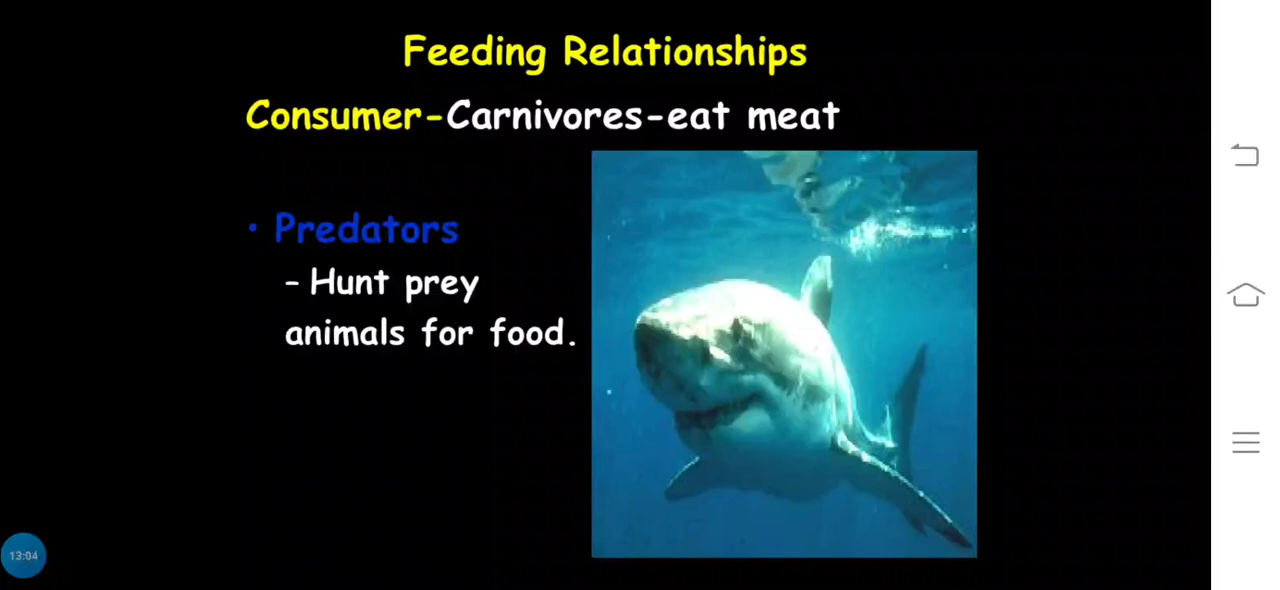 Feeding Relationships
Consumer-Carnivores-eat meat
• Predators
– Hunt prey
animals for food.
13:04